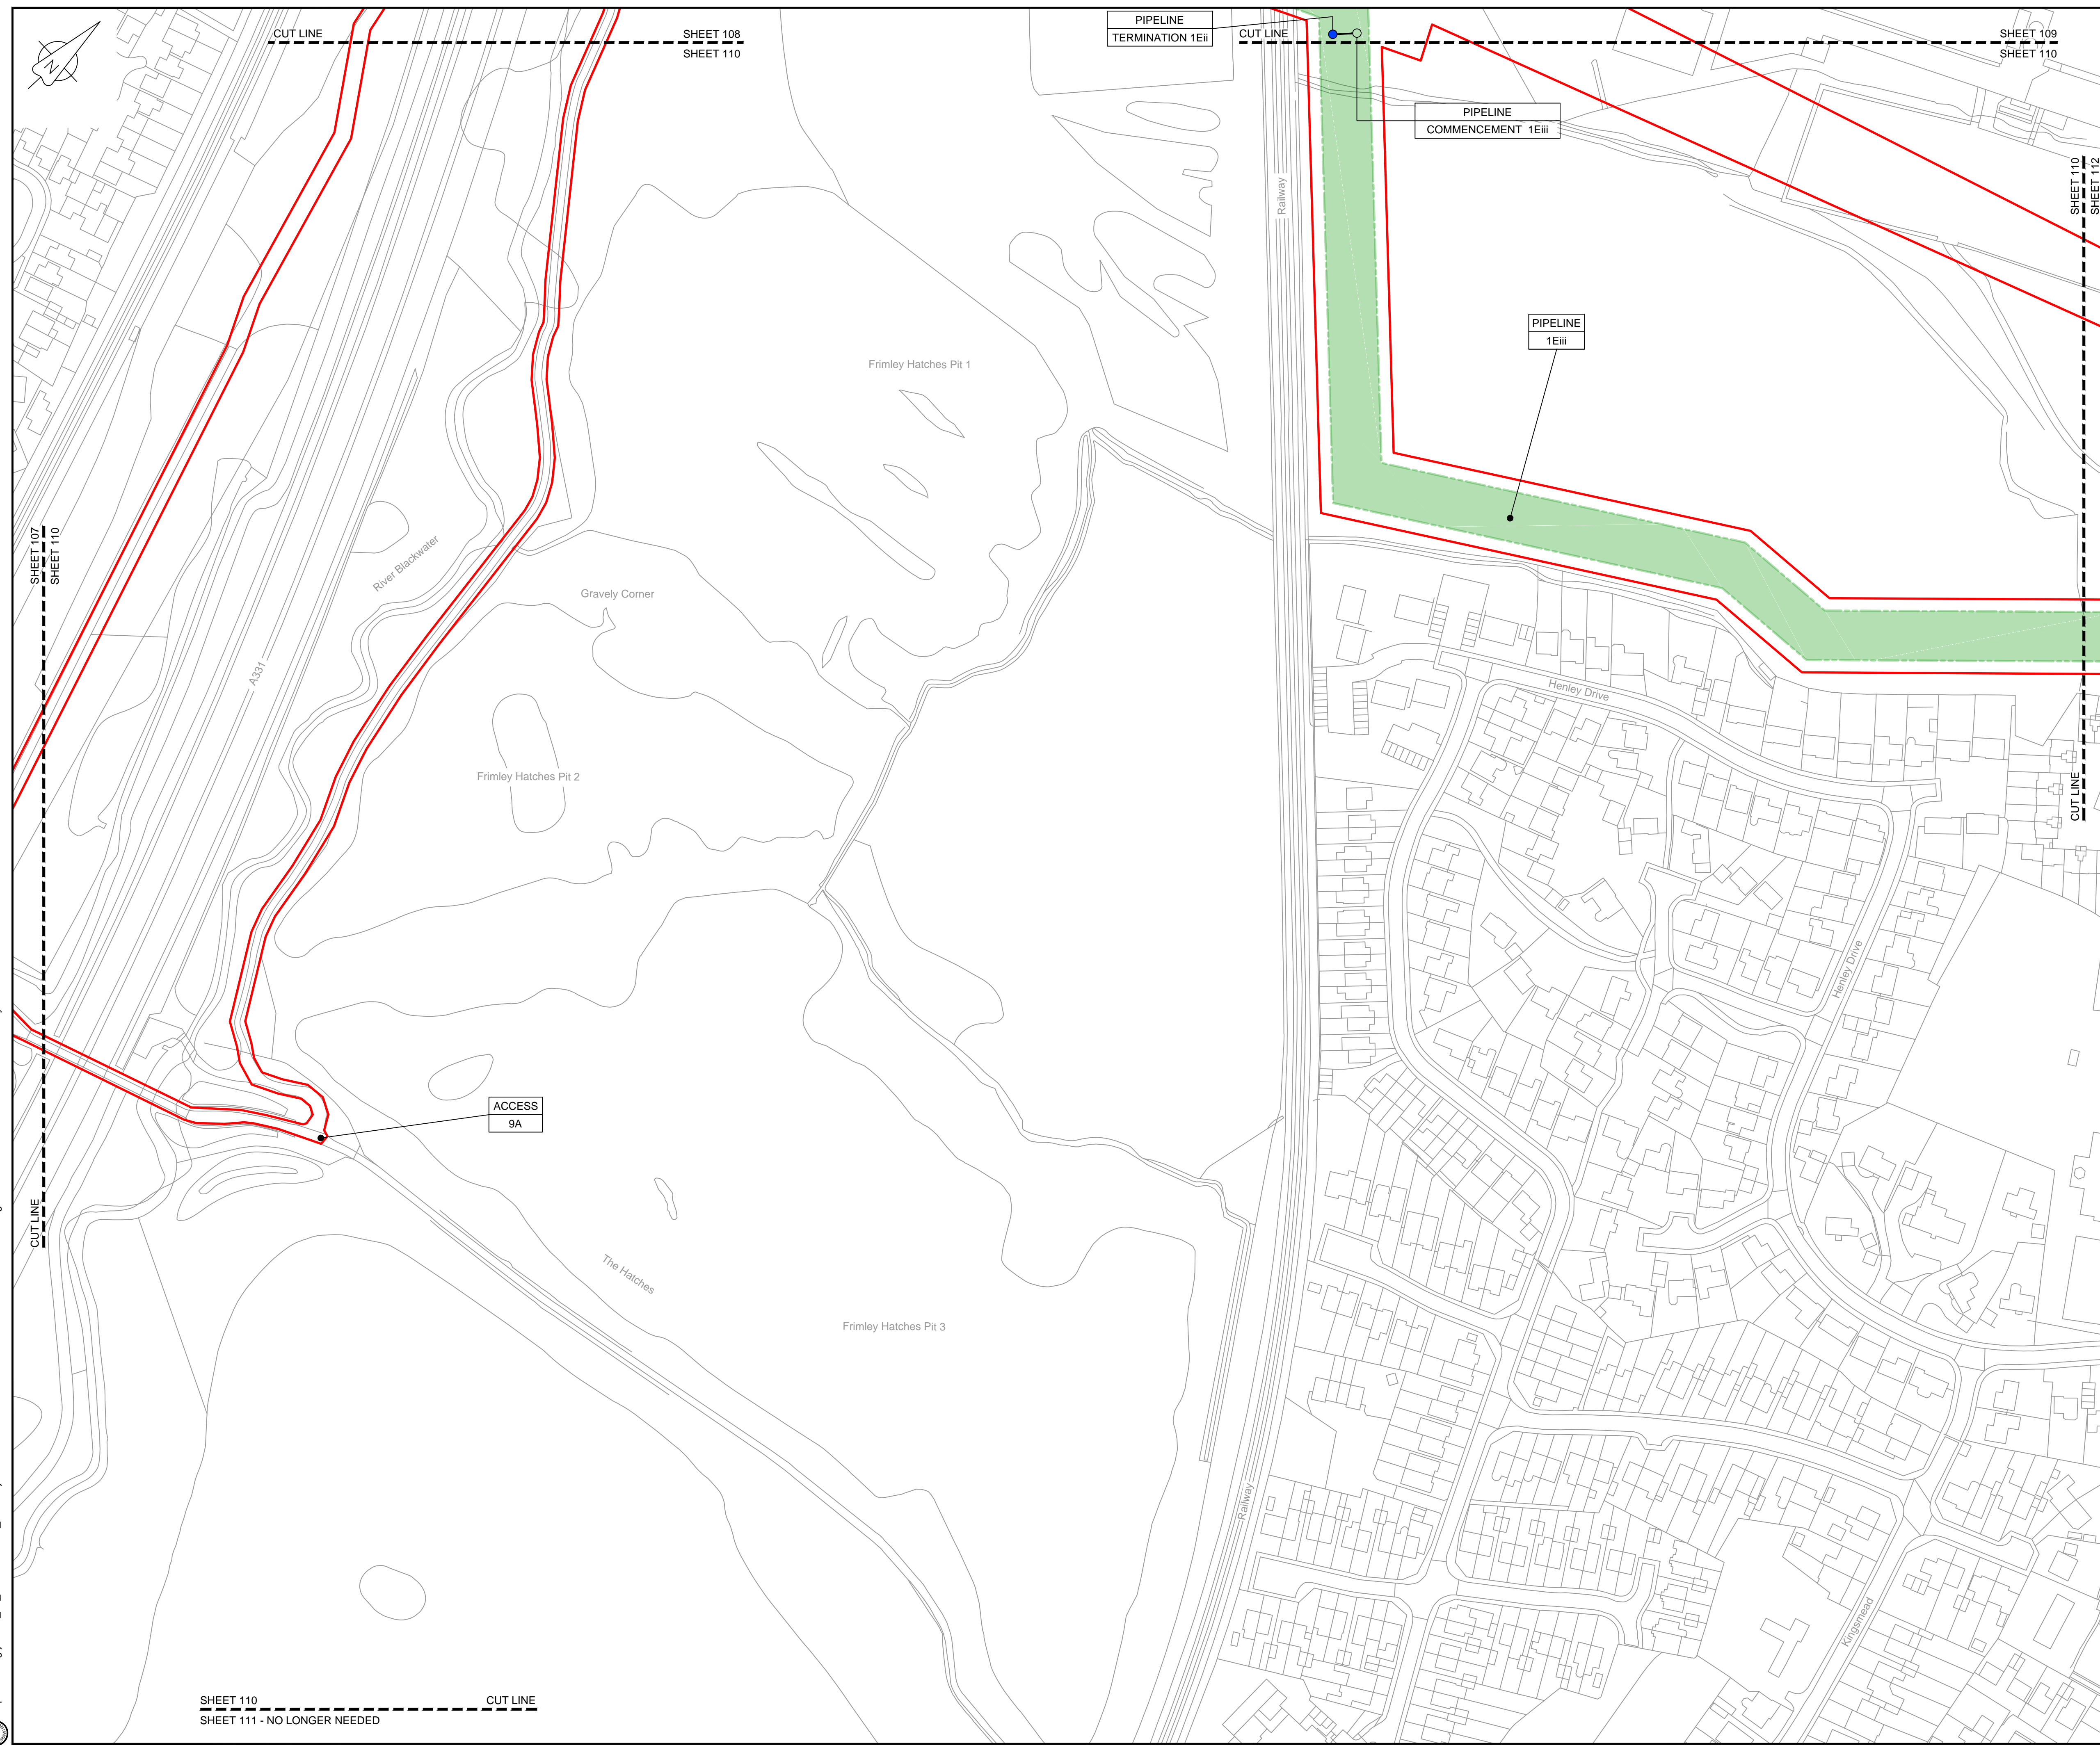 PIPELINE
TERMINATION 1Eii
CUT LINE
SHEET 108
SHEET 110
CUT LINE
SHEET 109
SHEET 110
N
PIPELINE
COMMENCEMENT 1Eiii
SHEET 110
SHEET 112
CUT LINE
Railway
PIPELINE
1Eiii
Frimley Hatches Pit 1
SHEET 107
SHEET 110
CUT LINE
River Blackwater
Gravely Corner
A331
Henley Drive
Frimley Hatches Pit 2
Henley Drive
ACCESS
9A
The Hatches
Frimley Hatches Pit 3
Railway
Kingsmead
SHEET 110
CUT LINE
SHEET 111 - NO LONGER NEEDED